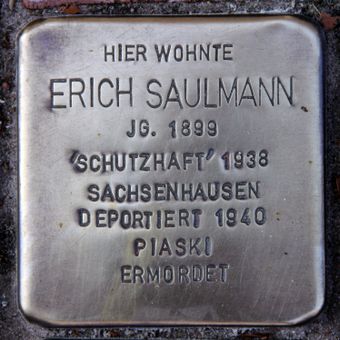 HIER WOHNTE
ERICH SAULMANN
JG. 1899
'SCHUTZHAFT' 1938
SACHSENHAUSEN
DEPORTIERT 1940
PIASKI
ERMORDET